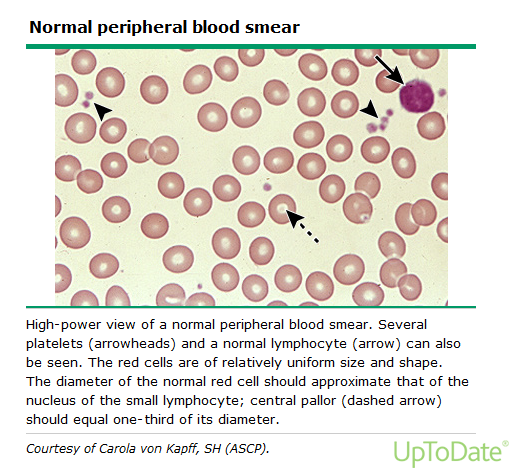 Normal peripheral blood smear
High-power view of a normal peripheral blood smear. Several
platelets (arrowheads) and a normal lymphocyte (arrow) can also
be seen. The red cells are of relatively uniform size and shape.
The diameter of the normal red cell should approximate that of the
nucleus of the small lymphocyte; central pallor (dashed arrow)
should equal one-third of its diameter.
Courtesy of Carola von Kapff, SH (ASCP).
UpToDate®